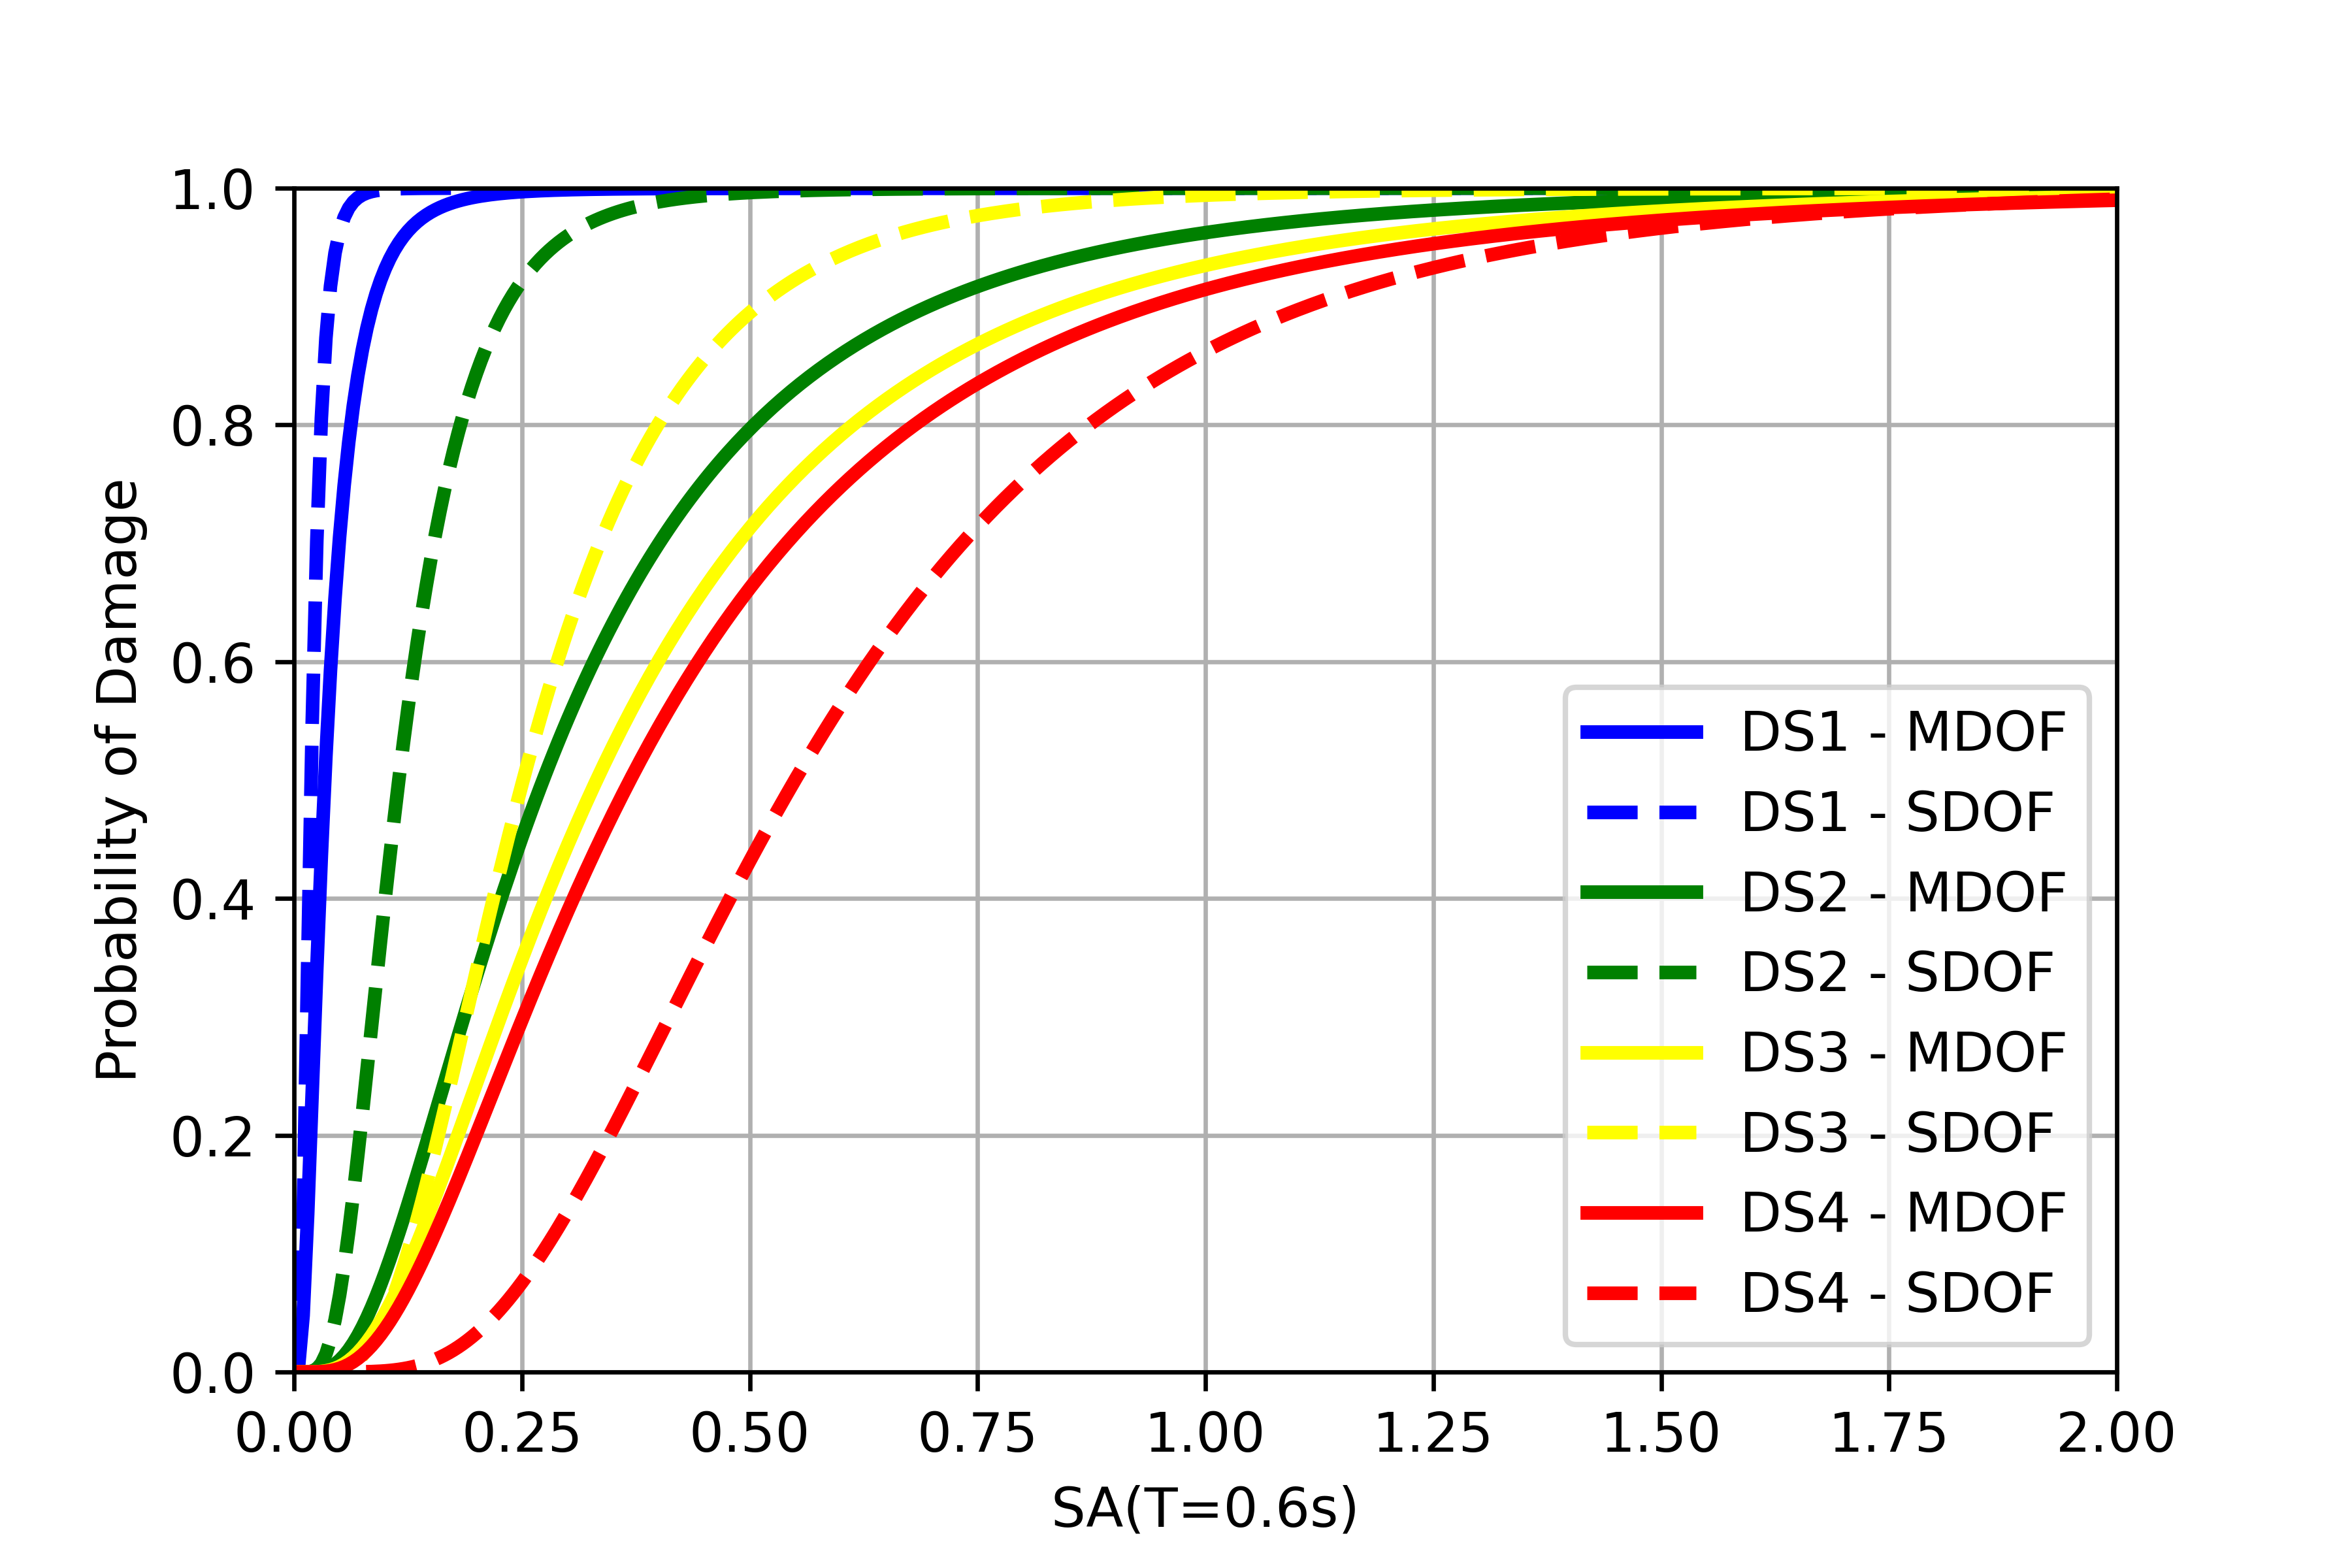 1.0
0.8
0.6
0.4
0.2
0.0
Probability of Damage
0.00 0.25 0.50 0.75 1.00 1.25 1.50 1.75 2.00
SA(T=0.6s)
DS1 - MDOF
DS1 - SDOF
DS2 - MDOF
DS2 - SDOF
DS3 - MDOF
DS3 - SDOF
DS4 - MDOF
DS4 - SDOF